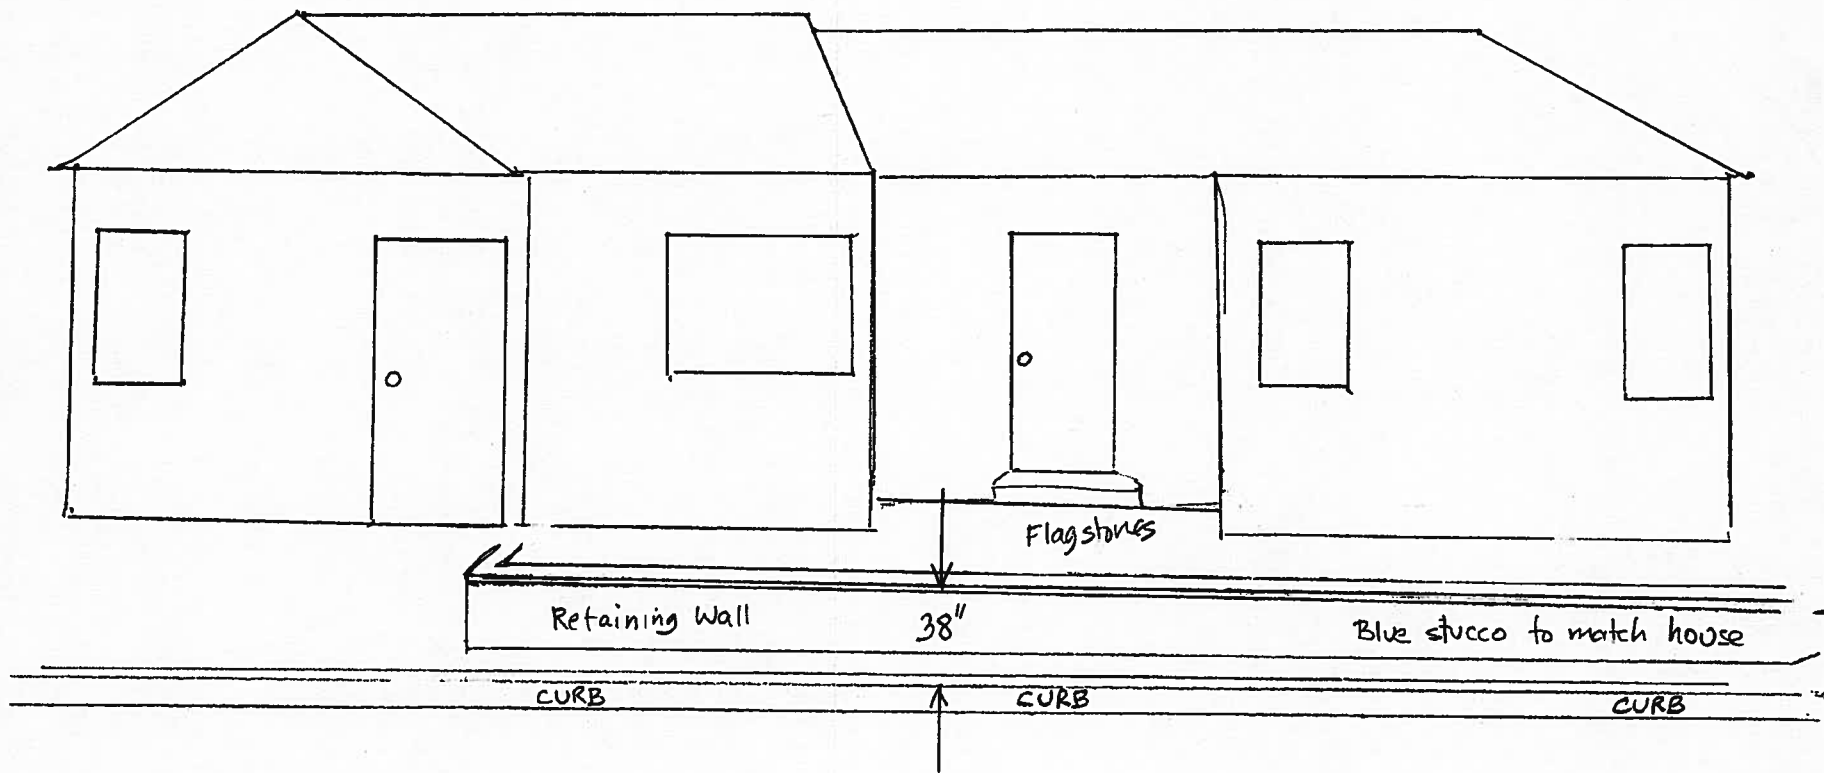 Flagstones
Retaining Wall
38"
Blue stucco to match house
CURB
CURB
CURB